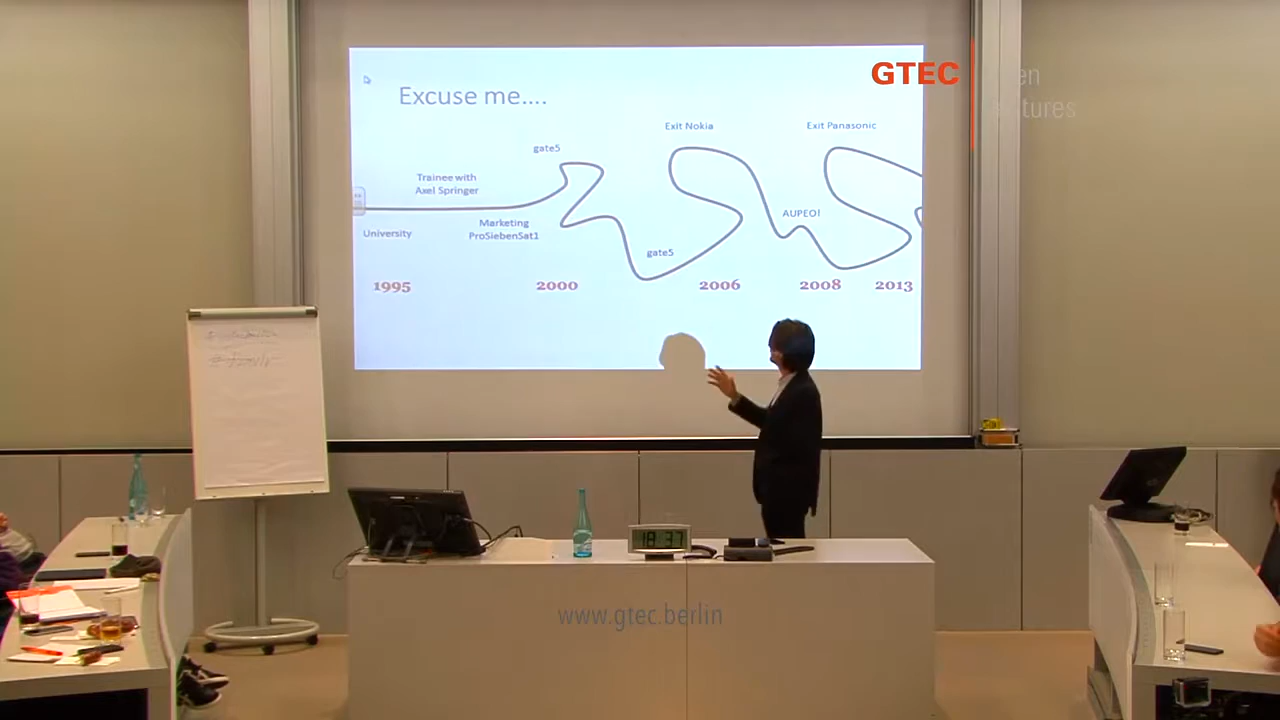 GTEC
Excuse me....
Exit Nokia
Exit Panasonic
gate5
Trainee with
Axel Springer
AUPEO!
Marketing
ProSiebenSat1
University
gate5
1995
2000
2006
2008
2013
18:37
www.gtec.berlin